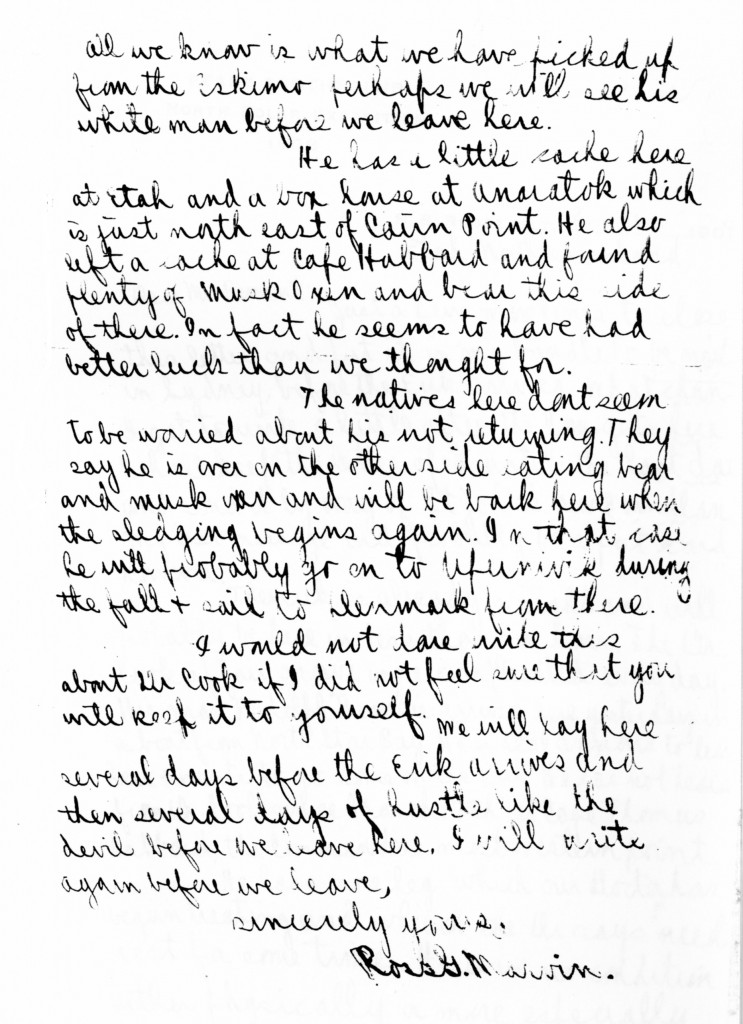 all we know is what we have picked up
from the Eskimo perhaps we will see his
white man before we leave here.
He has a little cache here
at Etah and a box house at Anoratok which
is just north east of Cairn Point. He also
left a cache at Cape Hubbard and found
plenty of Musk Oxen and bear this side
of there. In fact he seems to have had
better luck than we thought for.
The natives here dont seem
to be worried about his not returning. They
say he is over on the other side eating bear
and musk oxen and will be back here when
the sledging begins again. In that case
he will probably go on to Upernivik during
the fall + sail to Denmark from there.
I would not dare write this
about Dr Cook if I did not feel sure that you
will keep it to yourself. We will lay here
several days before the Erik arrives and
then several days of hustle like the
devil before we leave here. I will write
again before we leave,
sincerely yours.
Ross G. Marvin.